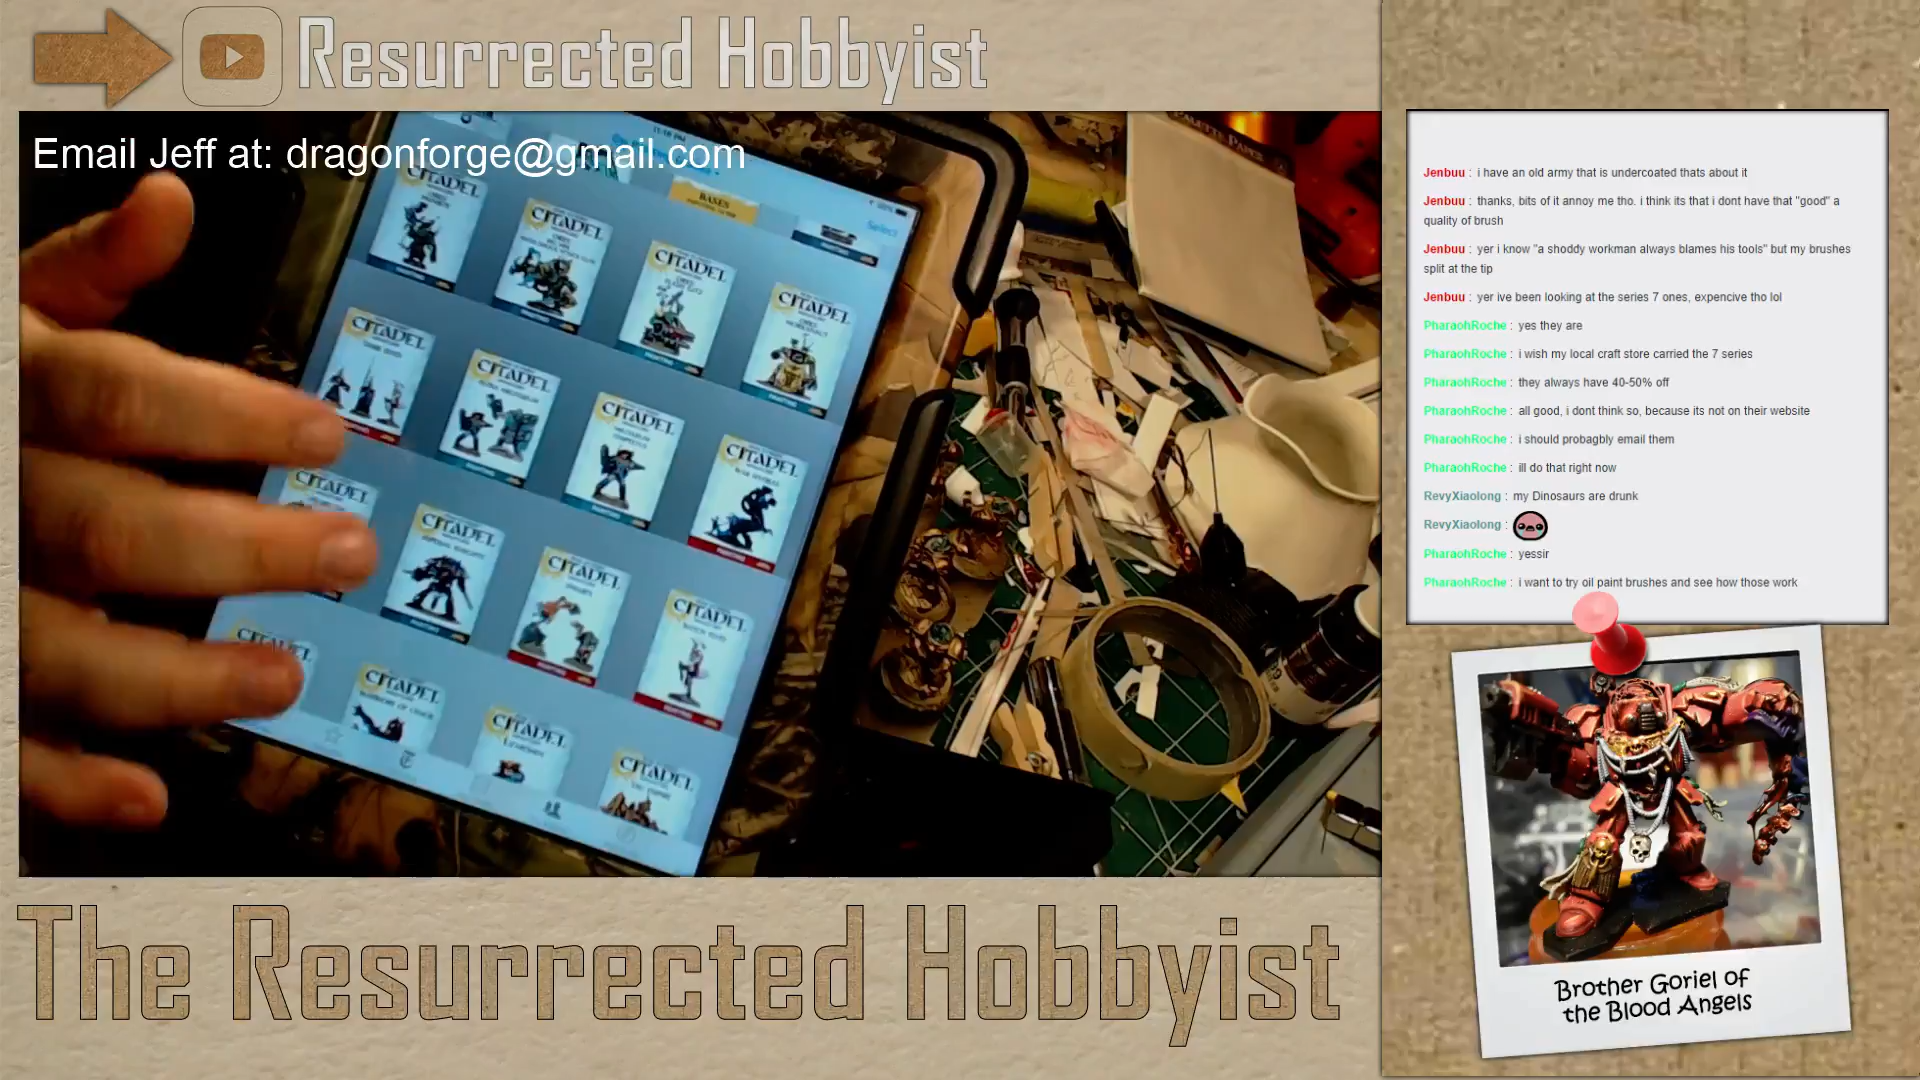 Resurrected Hobbyist
Email Jeff at: dragonforge@gmail.com
PALETTE PAPER
BASES
Select
CITADEL
CITADEL
CITADEL
CITADEL
CITADEL
CITADEL
CITADEL
CITADEL
CITADEL
CITADEL
IMPERIAL KNIGHTS
CITADEL
CITADEL
CITADEL
CITADEL
CITADEL
CITADEL
Jenbuu : i have an old army that is undercoated thats about it
Jenbuu : thanks, bits of it annoy me tho. i think its that i dont have that "good" a
quality of brush
Jenbuu : yer i know "a shoddy workman always blames his tools" but my brushes
split at the tip
Jenbuu : yer ive been looking at the series 7 ones, expencive tho lol
PharaohRoche : yes they are
PharaohRoche : i wish my local craft store carried the 7 series
PharaohRoche : they always have 40-50% off
PharaohRoche : all good, i dont think so, because its not on their website
PharaohRoche : i should probagbly email them
PharaohRoche : ill do that right now
RevyXiaolong : my Dinosaurs are drunk
RevyXiaolong :
PharaohRoche : yessir
PharaohRoche : i want to try oil paint brushes and see how those work
Brother Goriel of
the Blood Angels
The Resurrected Hobbyist